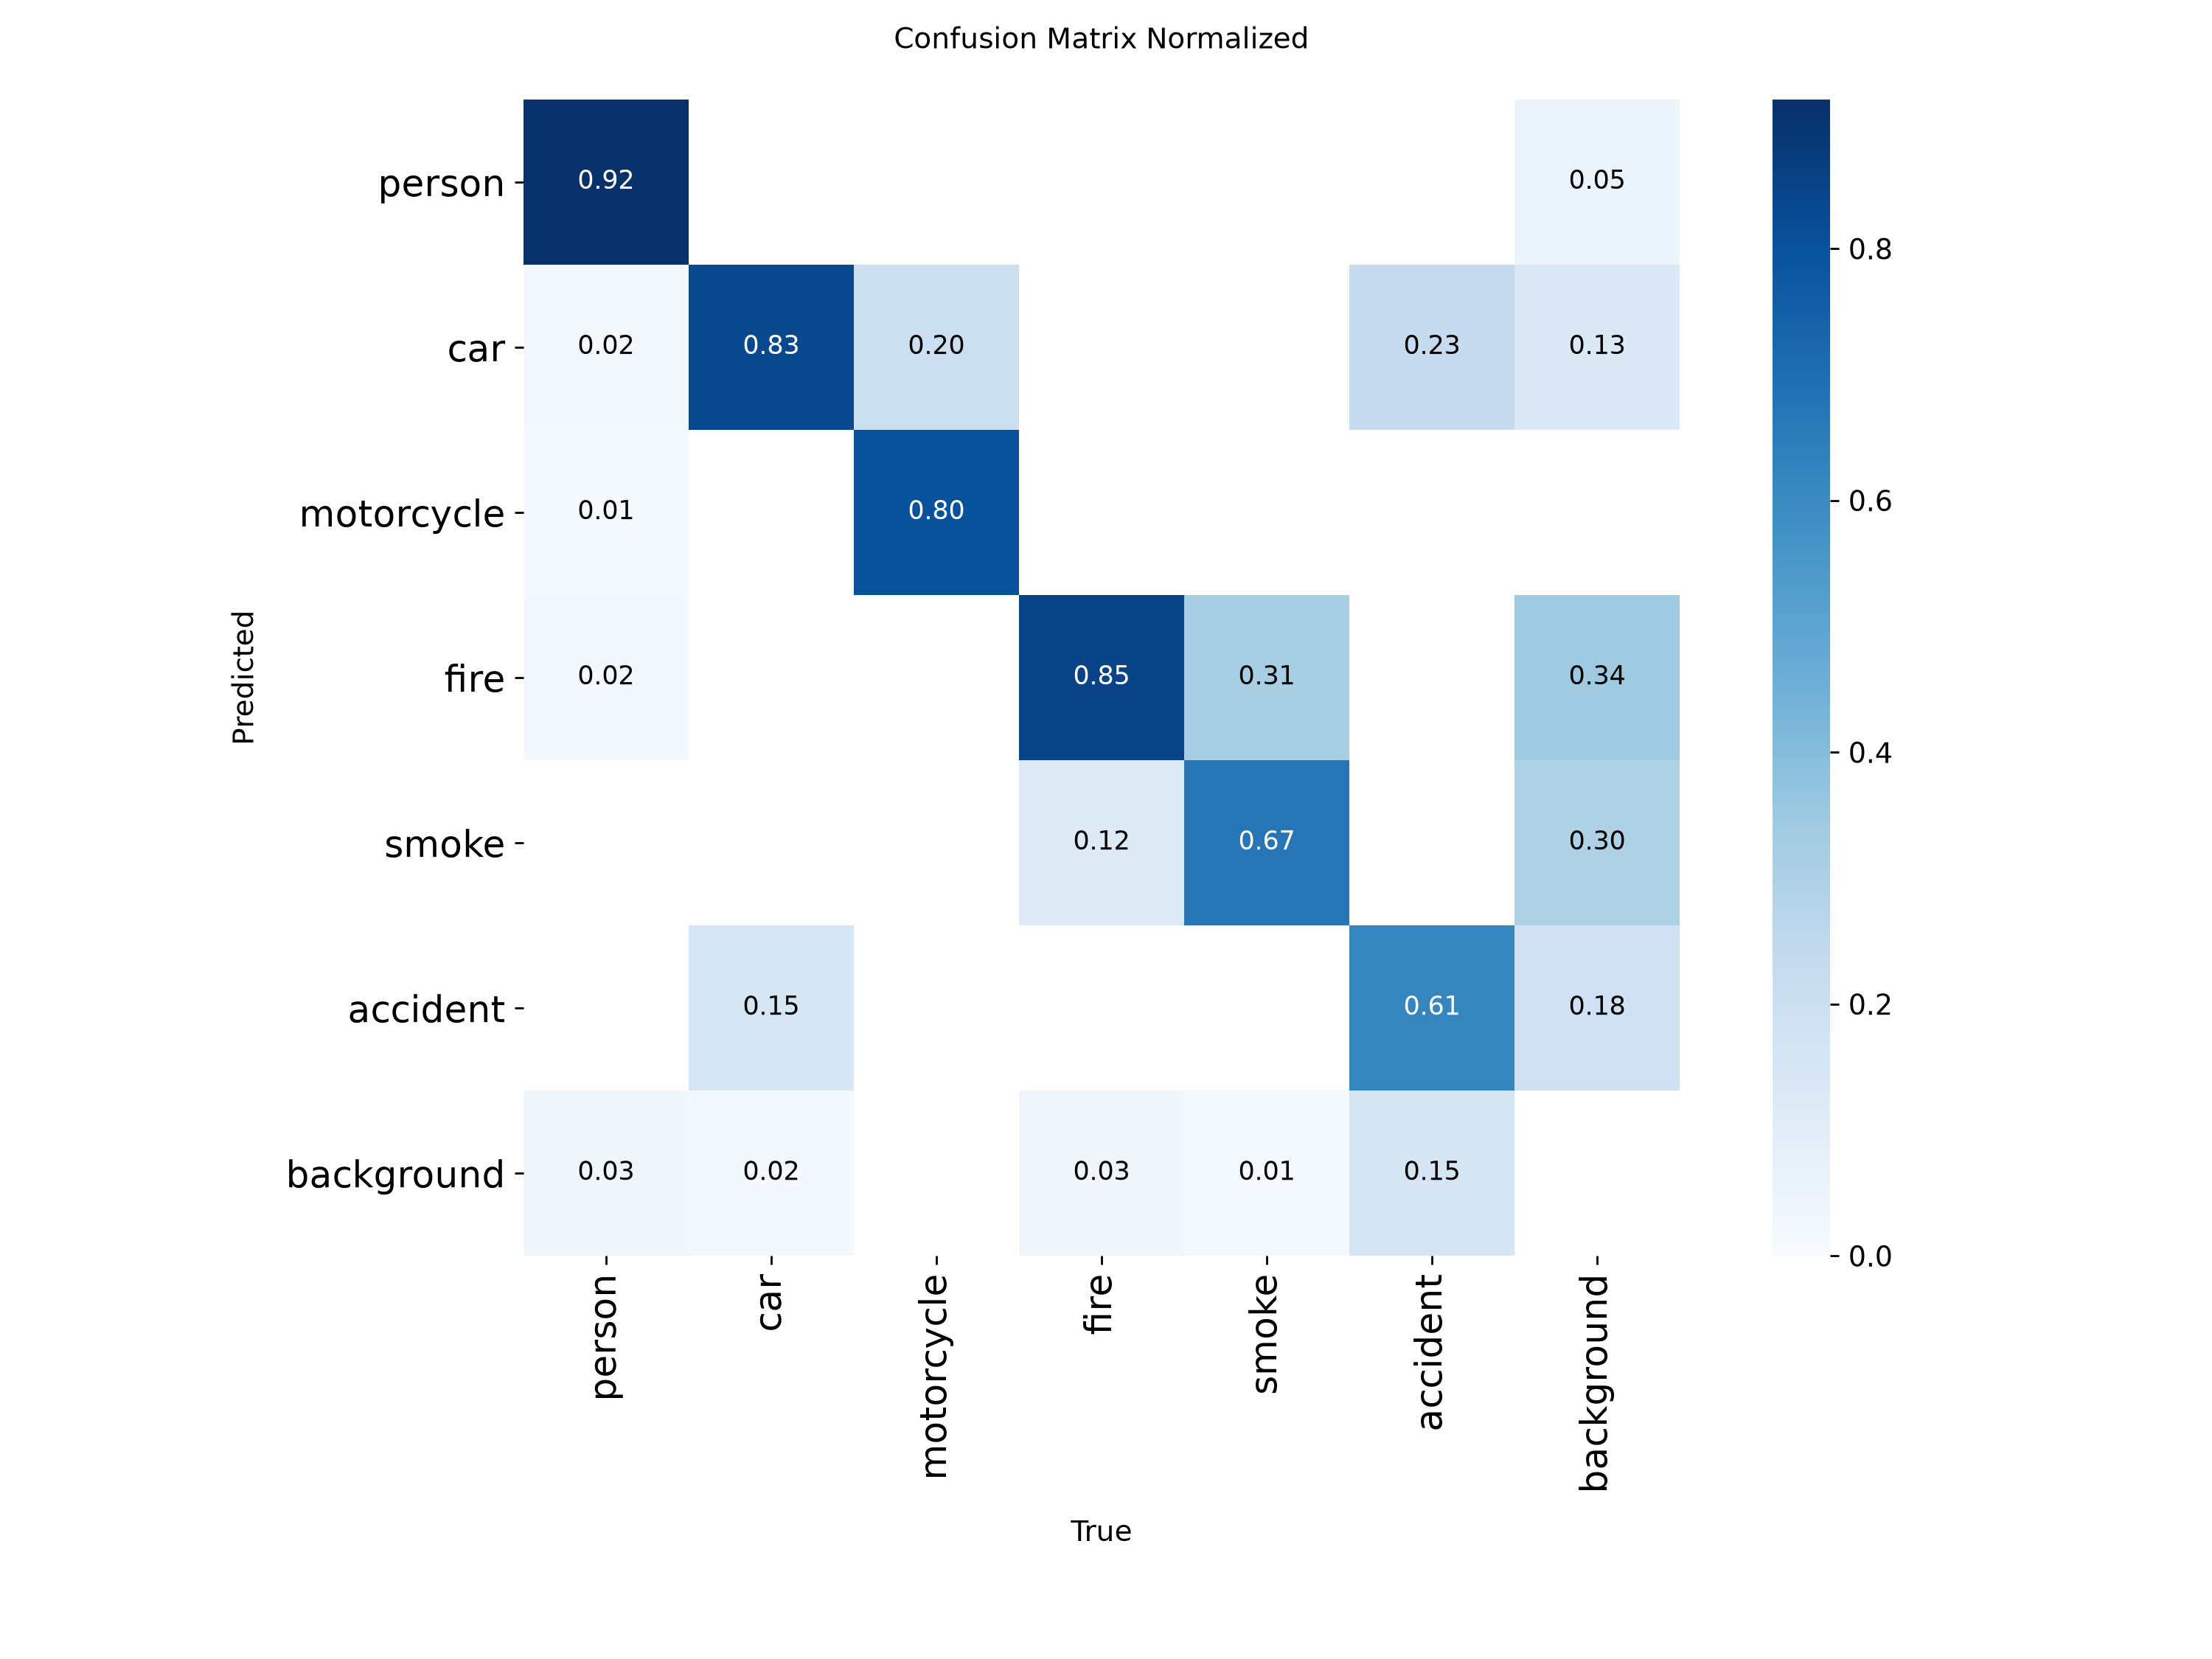 Confusion Matrix Normalized
person
0.92
0.05
car
0.02
0.83
0.20
0.23
0.13
motorcycle
0.01
0.80
fire
0.02
0.85
0.31
0.34
smoke
0.12
0.67
0.30
accident
0.15
0.61
0.18
background
0.03
0.02
0.03
0.01
0.15
Predicted
person
car
motorcycle
fire
smoke
accident
background
True
0.8
0.6
0.4
0.2
0.0